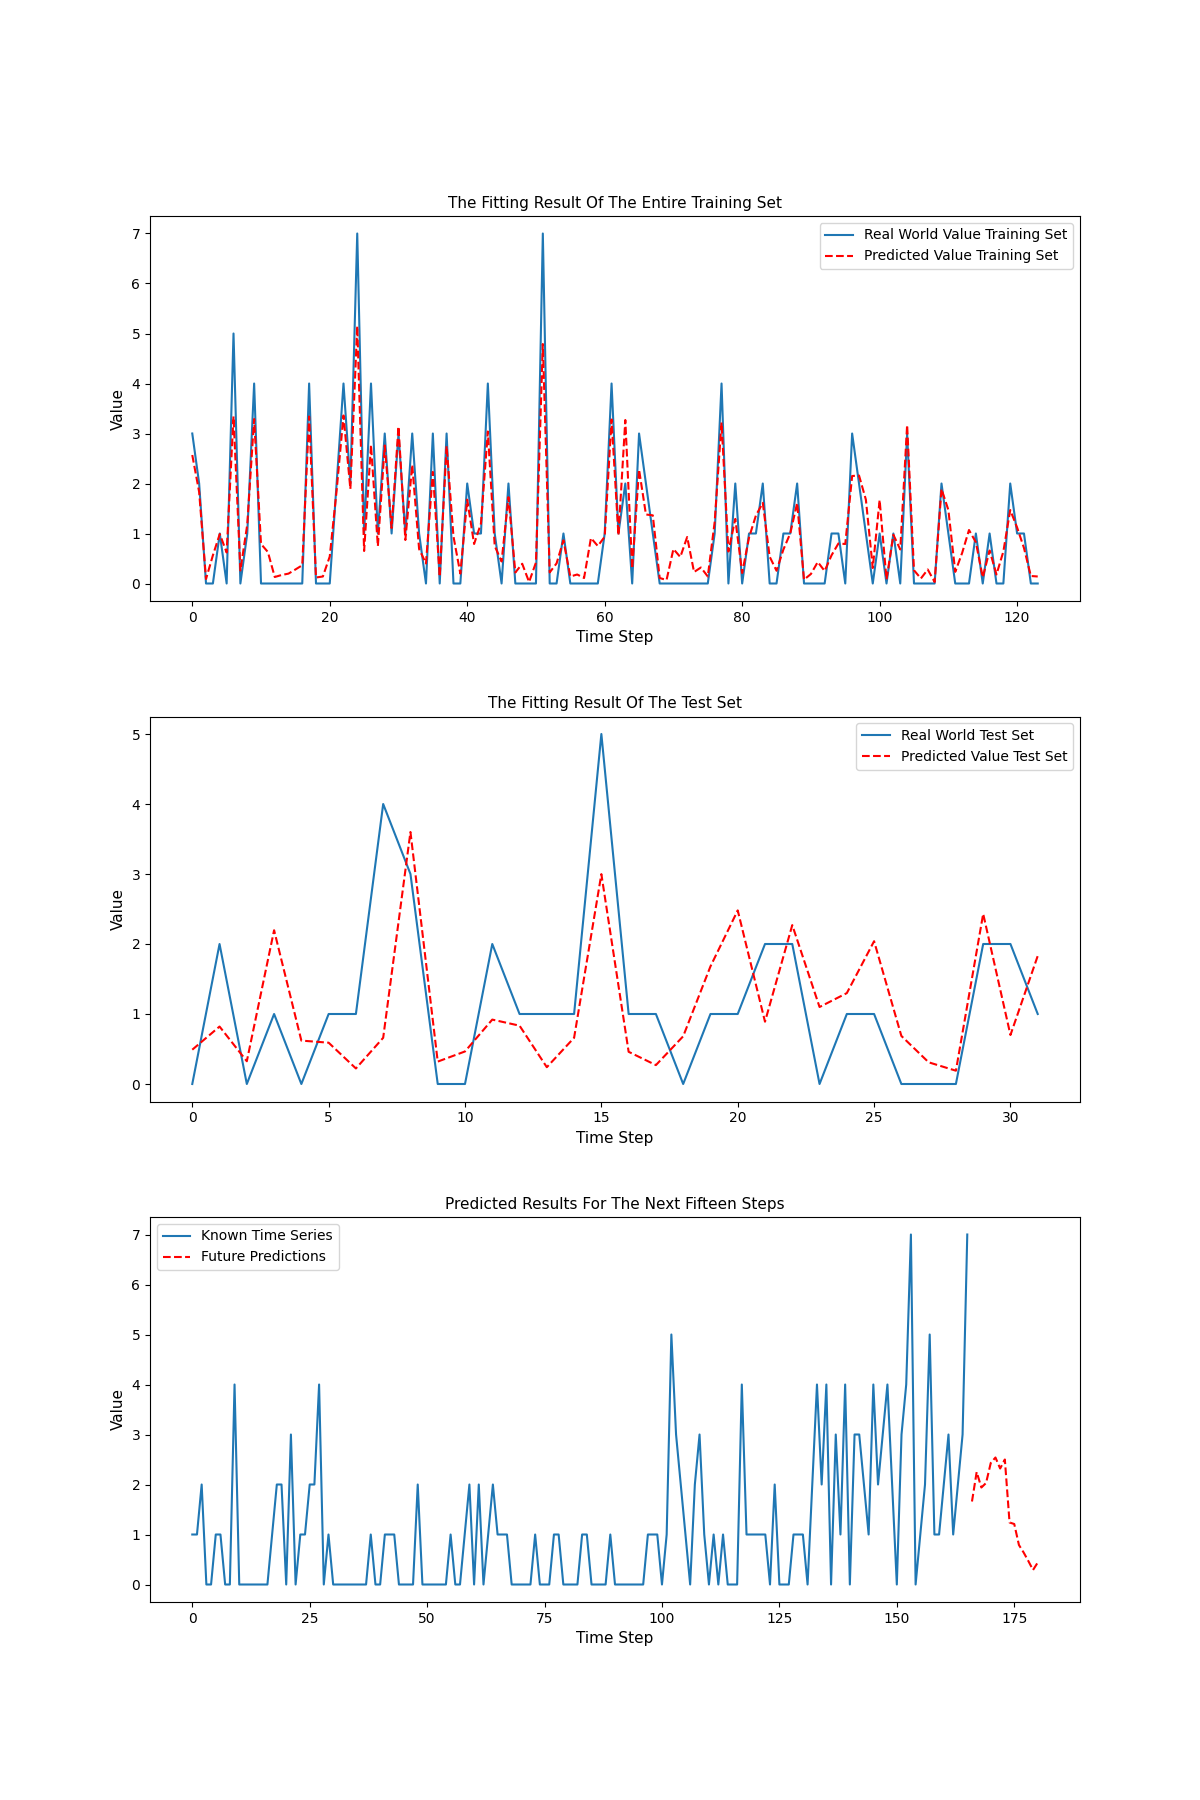 The Fitting Result Of The Entire Training Set
Real World Value Training Set
Predicted Value Training Set
Value
7
6
5
4
3
2
1
0
0 20 40 60 80 100 120
Time Step
The Fitting Result Of The Test Set
Real World Test Set
Predicted Value Test Set
Value
5
4
3
2
1
0
0 5 10 15 20 25 30
Time Step
Predicted Results For The Next Fifteen Steps
Known Time Series
Future Predictions
Value
7
6
5
4
3
2
1
0
0 25 50 75 100 125 150 175
Time Step